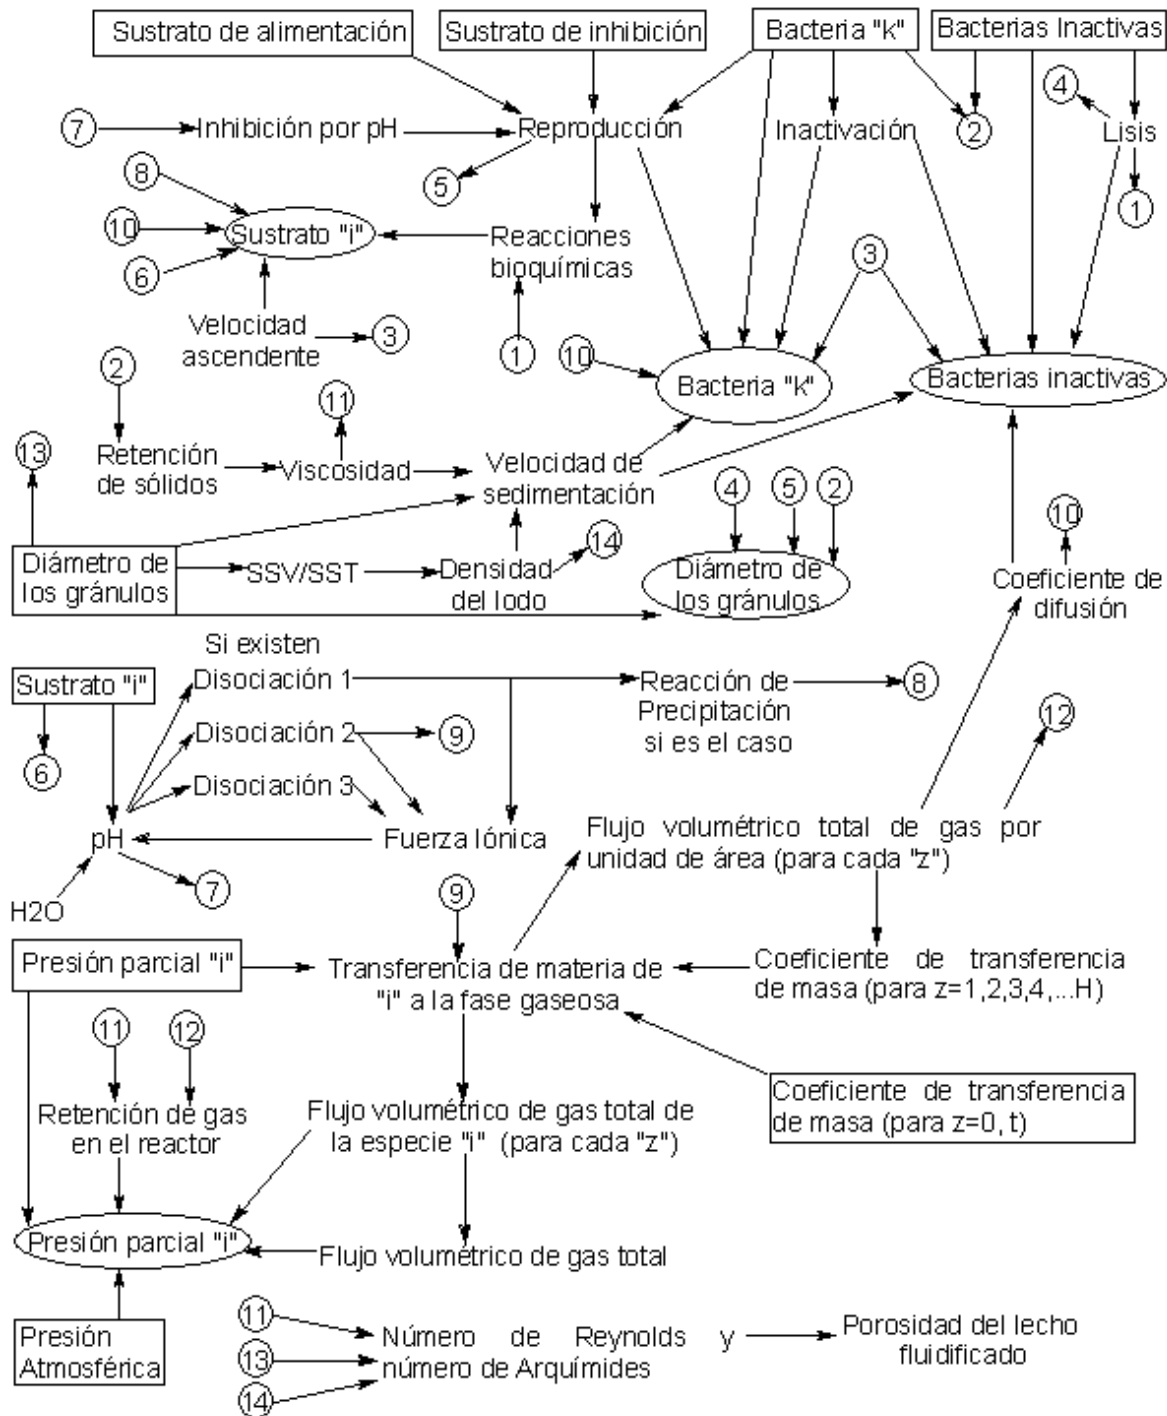 Sustrato de alimentación
Sustrato de inhibición
Bacteria "k"
Bacterias Inactivas
4
7
Inhibición por pH
Reproducción
Inactivación
2
Lisis
8
5
1
10
Sustrato "i"
Reacciones
bioquímicas
6
3
Velocidad
ascendente
3
1
10
Bacteria "k"
Bacterias inactivas
2
11
13
Retención
de sólidos
Viscosidad
Velocidad de
sedimentación
4
5
2
10
Diámetro de
los gránulos
SSV/SST
Densidad
del lodo
14
Diámetro de
los gránulos
Coeficiente de
difusión
Si existen
Sustrato "i"
Disociación 1
Reacción de
Precipitación
si es el caso
8
Disociación 2
9
12
6
Disociación 3
pH
Fuerza Iónica
Flujo volumétrico total de gas por
unidad de área (para cada "z")
7
9
H2O
Presión parcial "i"
Transferencia de materia de
"i" a la fase gaseosa
Coeficiente de transferencia
de masa (para z=1,2,3,4,...H)
11
12
Coeficiente de transferencia
de masa (para z=0, t)
Retención de gas
en el reactor
Flujo volumétrico de gas total de
la especie "i" (para cada "z")
Presión parcial "i"
Flujo volumétrico de gas total
Presión
Atmosférica
11
13
14
Número de Reynolds y
número de Arquímides
Porosidad del lecho
fluidificado